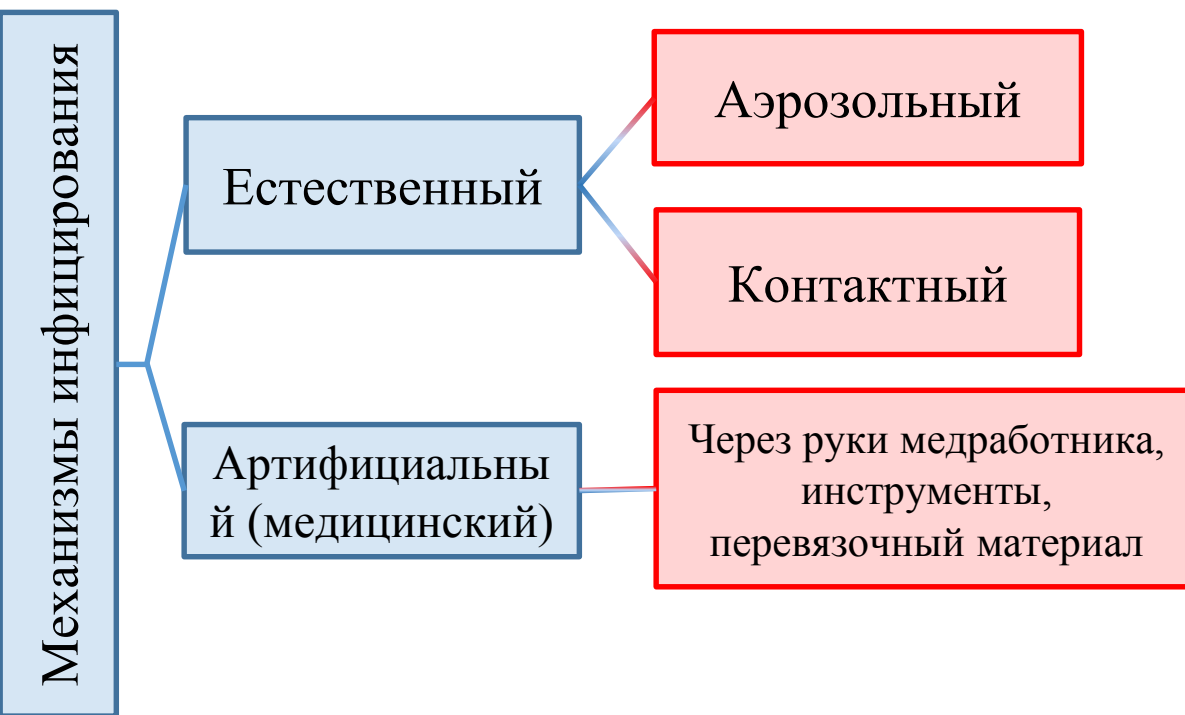 Механизмы инфицирования
Естественный
Аэрозольный
Контактный
Артифициальны
й (медицинский)
Через руки медработника,
инструменты,
перевязочный материал